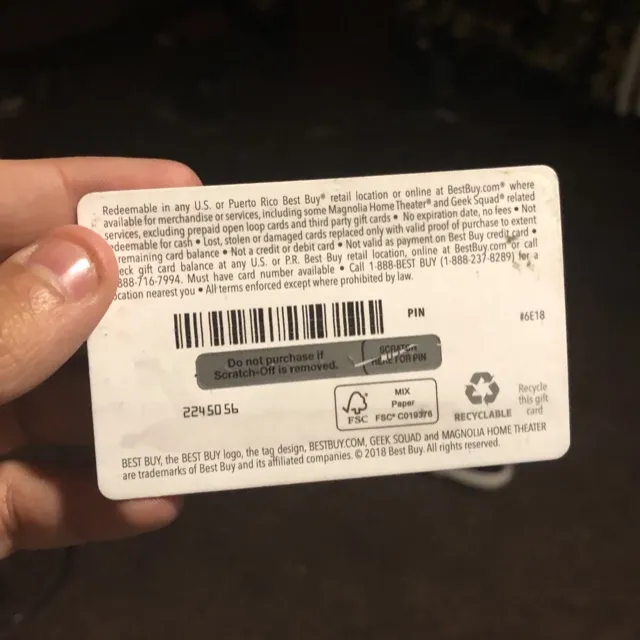 Redeemable in any U.S. or Puerto Rico Best Buy® retail location or online at BestBuy.com® where
available for merchandise or services, including some Magnolia Home Theater® and Geek Squad® related
services, excluding prepaid open loop cards and third party gift cards • No expiration date, no fees • Not
redeemable for cash • Lost, stolen or damaged cards replaced only with valid proof of purchase to extent
remaining card balance • Not a credit or debit card • Not valid as payment on Best Buy credit card •
eck gift card balance at any U.S. or P.R. Best Buy retail location, online at BestBuy.com or call
888-716-7994. Must have card number available • Call 1-888-BEST BUY (1-888-237-8289) for a
ocation nearest you • All terms enforced except where prohibited by law.
PIN
#6E18
Do not purchase if
Scratch-Off is removed.
SCRATCH
HERE FOR PIN
2245056
FSC
MIX
Paper
FSC® C019376
RECYCLABLE
Recycle
this gift
card
BEST BUY, the BEST BUY logo, the tag design, BESTBUY.COM, GEEK SQUAD and MAGNOLIA HOME THEATER
are trademarks of Best Buy and its affiliated companies. © 2018 Best Buy. All rights reserved.